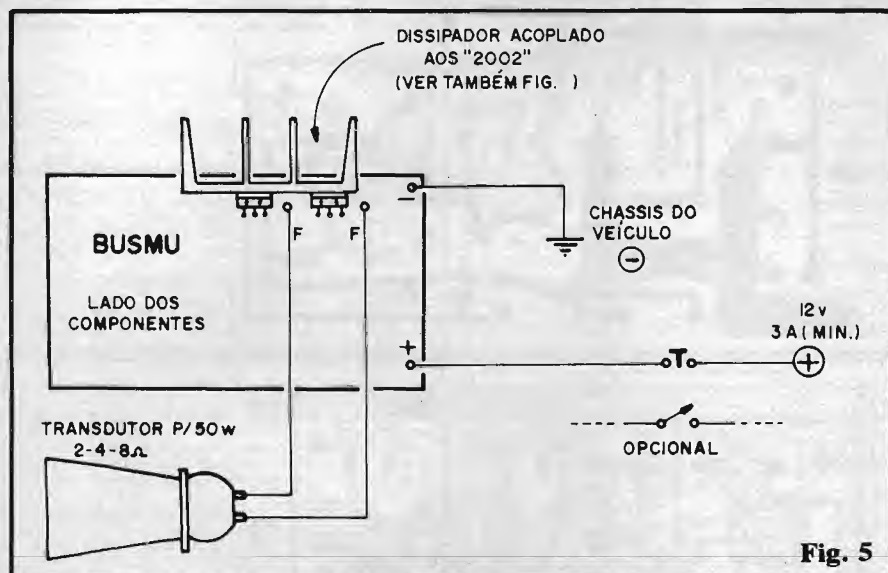 DISSIPADOR ACOPLADO
AOS "2002"
(VER TAMBÉM FIG. )
BUSMU
LADO DOS
COMPONENTES
F
F
−
CHASSIS DO
VEÍCULO
⊖
+
12v
3 A (MIN.)
⊕
OPCIONAL
TRANSDUTOR P/50w
2-4-8Ω
Fig. 5